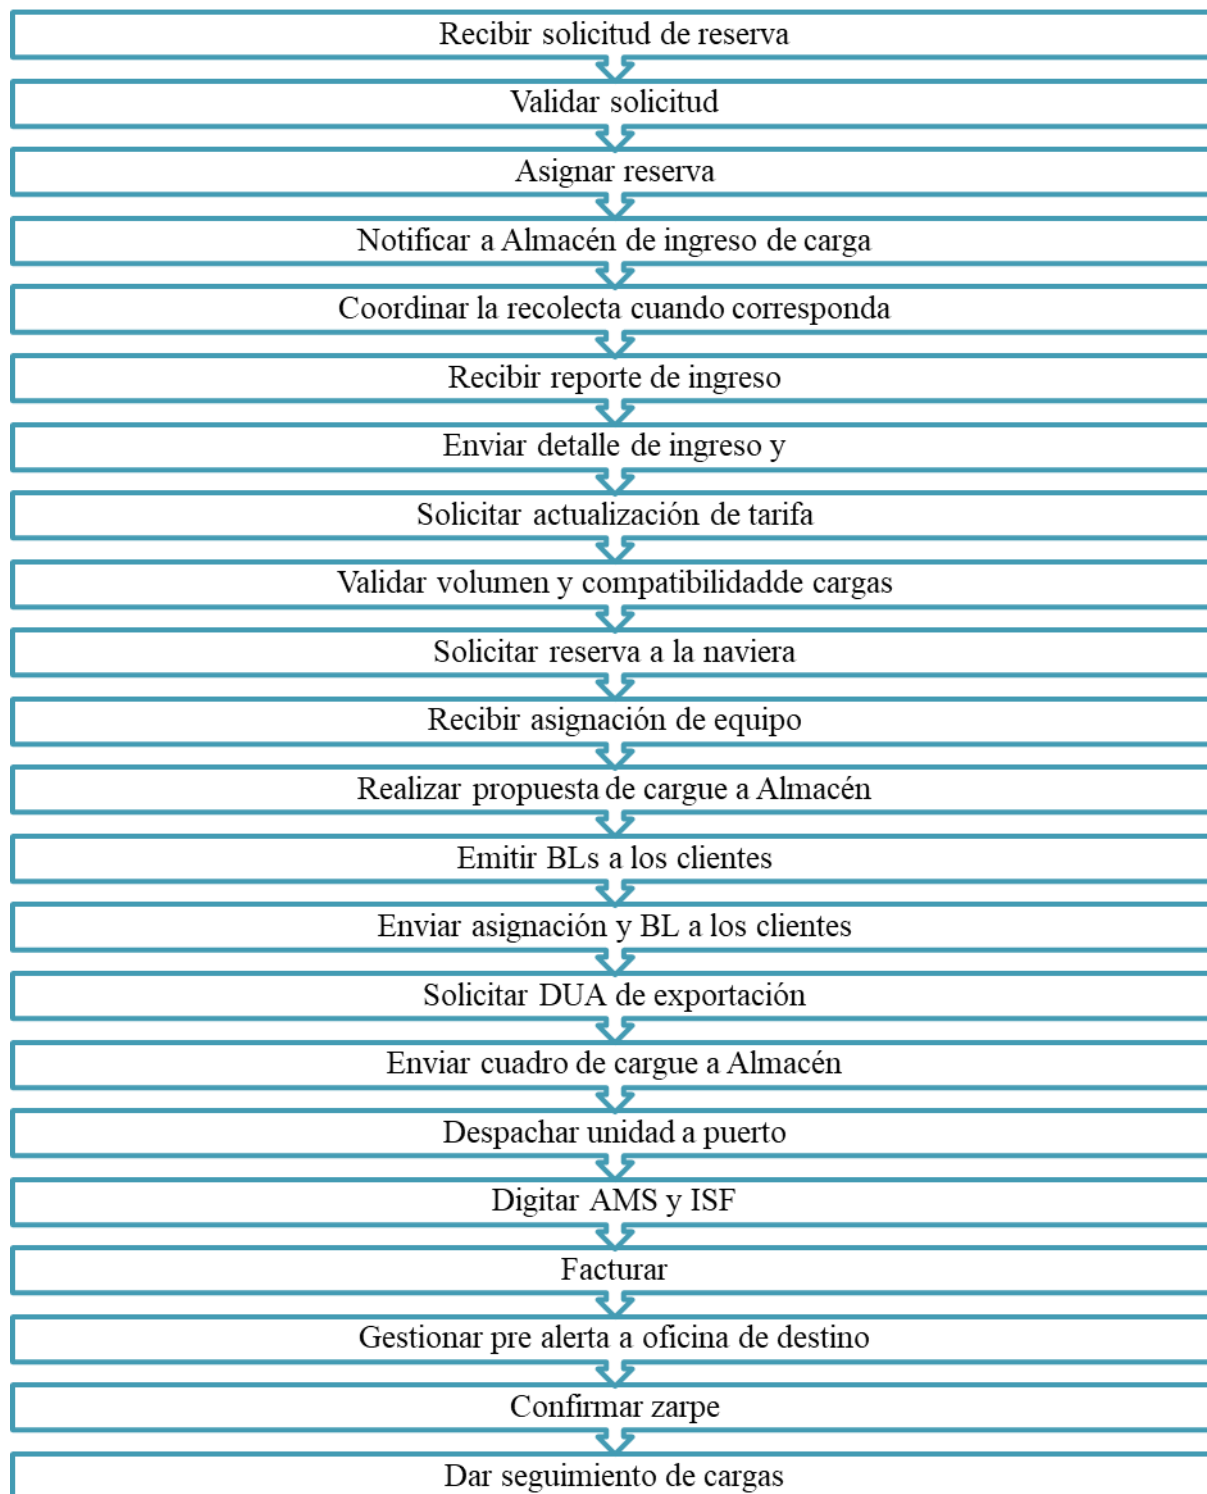 Recibir solicitud de reserva
Validar solicitud
Asignar reserva
Notificar a Almacén de ingreso de carga
Coordinar la recolecta cuando corresponda
Recibir reporte de ingreso
Enviar detalle de ingreso y
Solicitar actualización de tarifa
Validar volumen y compatibilidadde cargas
Solicitar reserva a la naviera
Recibir asignación de equipo
Realizar propuesta de cargue a Almacén
Emitir BLs a los clientes
Enviar asignación y BL a los clientes
Solicitar DUA de exportación
Enviar cuadro de cargue a Almacén
Despachar unidad a puerto
Digitar AMS y ISF
Facturar
Gestionar pre alerta a oficina de destino
Confirmar zarpe
Dar seguimiento de cargas